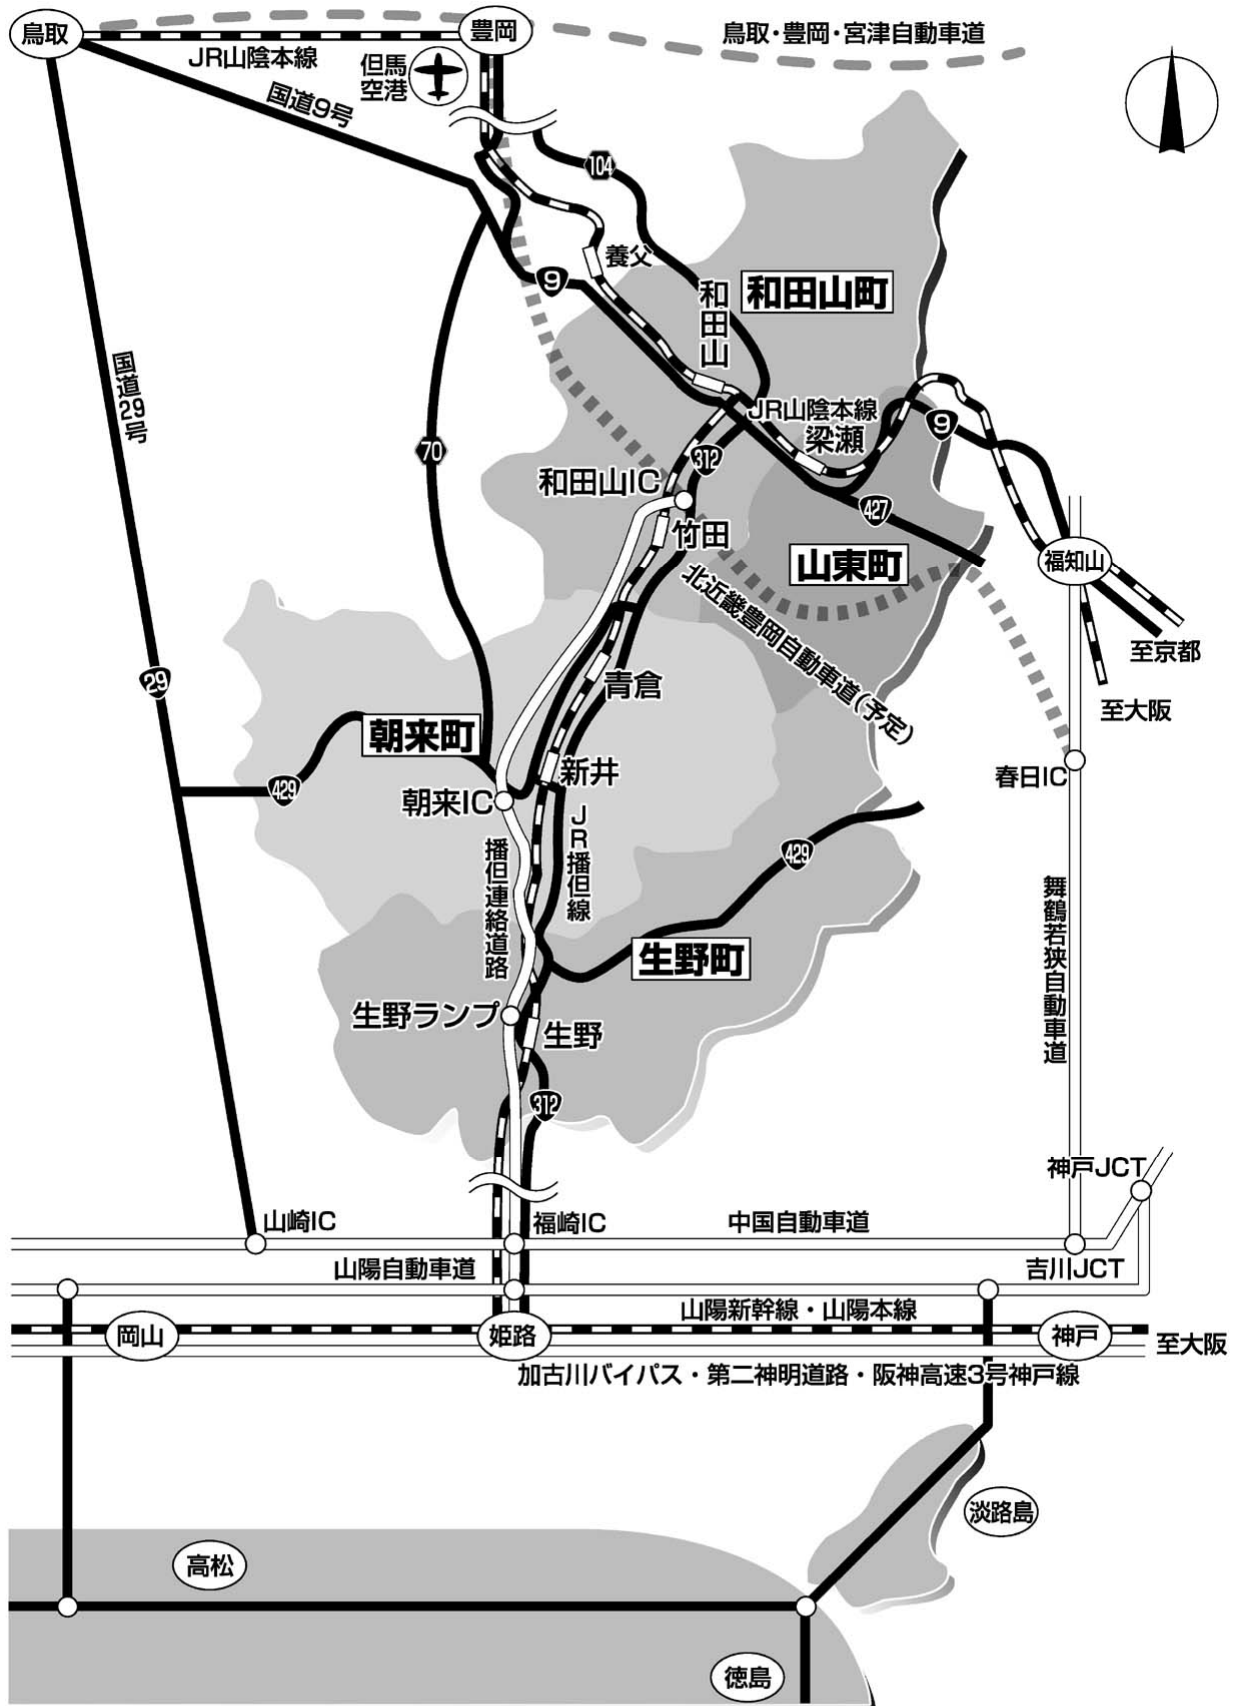 鳥取
豊岡
鳥取・豊岡・宮津自動車道
JR山陰本線
但馬
空港
国道9号
104
養父
9
和田山町
和田山
国道29号
JR山陰本線
梁瀬
9
70
312
和田山IC
427
竹田
山東町
福知山
北近畿豊岡自動車道(予定)
至京都
29
青倉
至大阪
朝来町
新井
春日IC
429
朝来IC
JR播但線
播但連絡道路
429
舞鶴若狭自動車道
生野町
生野ランプ
生野
312
神戸JCT
山崎IC
福崎IC
中国自動車道
山陽自動車道
吉川JCT
山陽新幹線・山陽本線
岡山
姫路
神戸
至大阪
加古川バイパス・第二神明道路・阪神高速3号神戸線
淡路島
高松
徳島